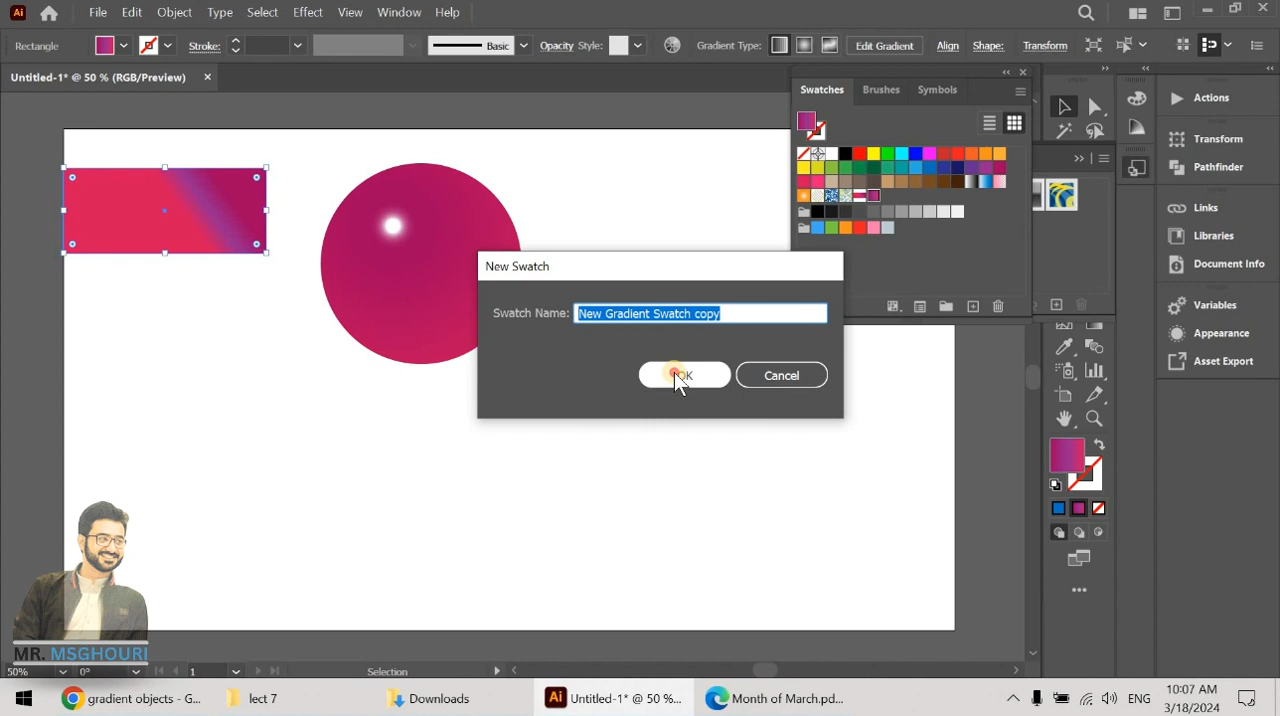 Ai File Edit Object Type Select Effect View Window Help
Rectangle Stroke: Basic Opacity Style: Gradient Type: Edit Gradient Align Shape: Transform
Untitled-1* @ 50 % (RGB/Preview) ×
Swatches Brushes Symbols
Actions
Transform
Pathfinder
Links
Libraries
Document Info
Variables
Appearance
Asset Export
New Swatch
Swatch Name: New Gradient Swatch copy
OK Cancel
MR. MSGHOURI
50% 0° 1 Selection
gradient objects - G...
lect 7
Downloads
Ai Untitled-1* @ 50 %...
Month of March.pd...
ENG
10:07 AM
3/18/2024